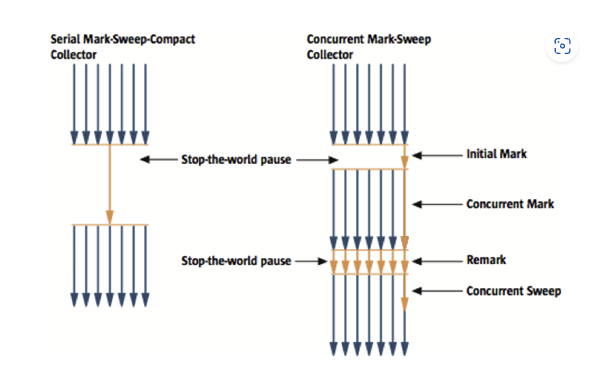 Serial Mark-Sweep-Compact
Collector
Concurrent Mark-Sweep
Collector
Stop-the-world pause
Initial Mark
Concurrent Mark
Stop-the-world pause
Remark
Concurrent Sweep